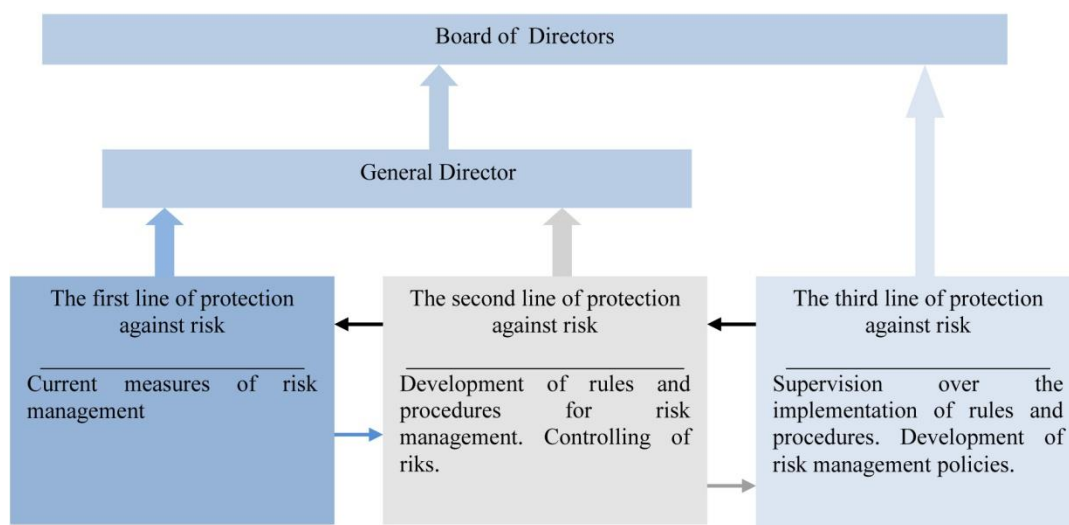 Board of Directors
General Director
The first line of protection
against risk
Current measures of risk
management
The second line of protection
against risk
Development of rules and
procedures for risk
management. Controlling of
riks.
The third line of protection
against risk
Supervision over the
implementation of rules and
procedures. Development of
risk management policies.